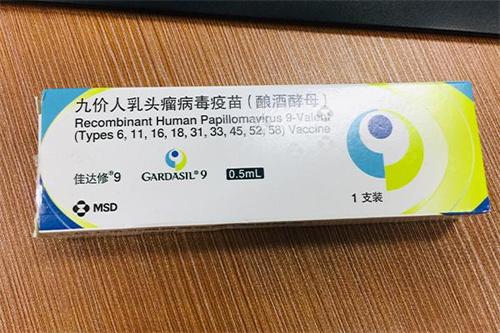 九价人乳头瘤病毒疫苗（酿酒酵母）
Recombinant Human Papillomavirus 9-Valent
(Types 6, 11, 16, 18, 31, 33, 45, 52, 58) Vaccine
佳达修®9
GARDASIL®9
0.5mL
1 支装
MSD